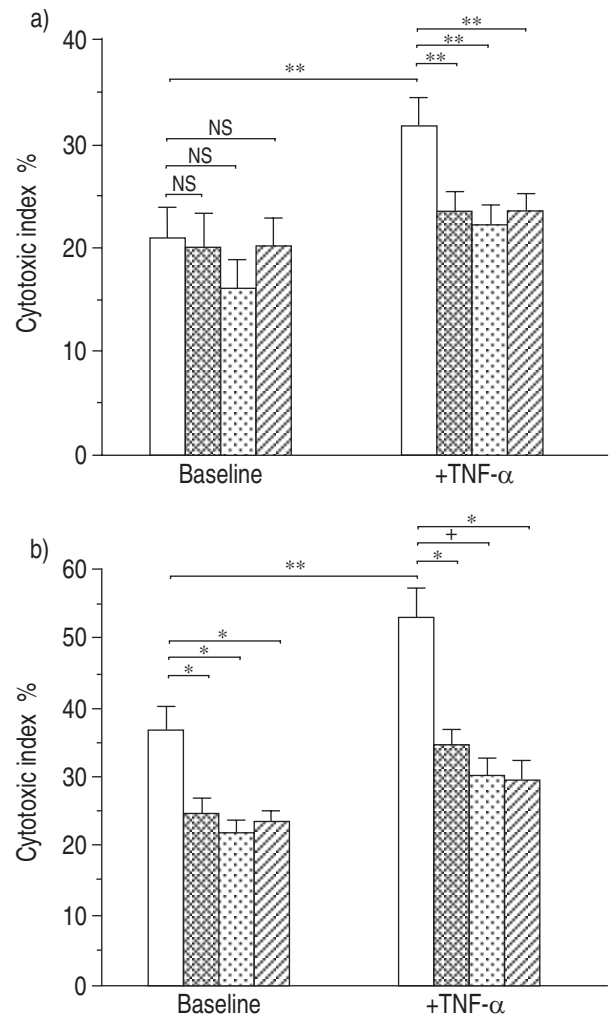 a)
40
30
20
10
0
Cytotoxic index %
**
NS
NS
NS
**
**
**
Baseline
+TNF-α
b)
60
50
40
30
20
10
0
Cytotoxic index %
**
*
*
*
*
+
*
Baseline
+TNF-α